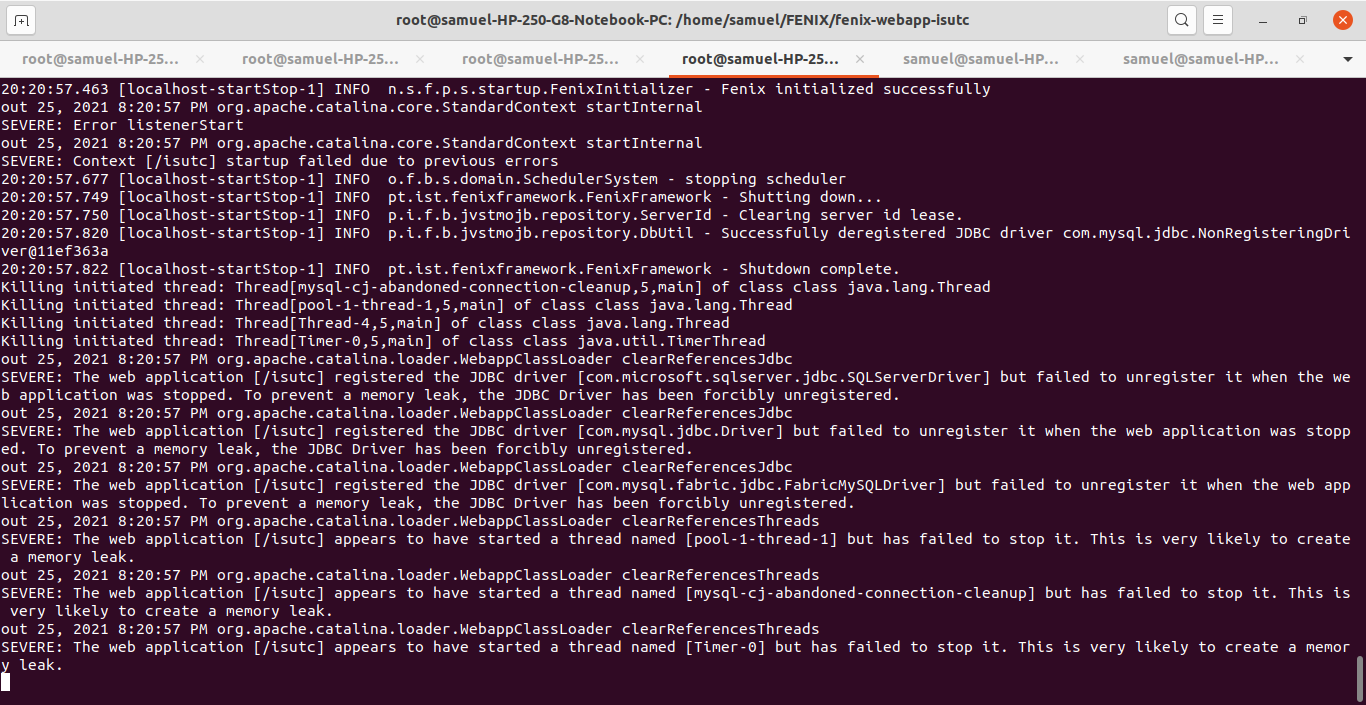 root@samuel-HP-250-G8-Notebook-PC: /home/samuel/FENIX/fenix-webapp-isutc
root@samuel-HP-25... root@samuel-HP-25... root@samuel-HP-25... root@samuel-HP-25... samuel@samuel-HP... samuel@samuel-HP...
20:20:57.463 [localhost-startStop-1] INFO  n.s.f.p.s.startup.FenixInitializer - Fenix initialized successfully
out 25, 2021 8:20:57 PM org.apache.catalina.core.StandardContext startInternal
SEVERE: Error listenerStart
out 25, 2021 8:20:57 PM org.apache.catalina.core.StandardContext startInternal
SEVERE: Context [/isutc] startup failed due to previous errors
20:20:57.677 [localhost-startStop-1] INFO  o.f.b.s.domain.SchedulerSystem - stopping scheduler
20:20:57.749 [localhost-startStop-1] INFO  pt.ist.fenixframework.FenixFramework - Shutting down...
20:20:57.750 [localhost-startStop-1] INFO  p.i.f.b.jvstmojb.repository.ServerId - Clearing server id lease.
20:20:57.820 [localhost-startStop-1] INFO  p.i.f.b.jvstmojb.repository.DbUtil - Successfully deregistered JDBC driver com.mysql.jdbc.NonRegisteringDri
ver@11ef363a
20:20:57.822 [localhost-startStop-1] INFO  pt.ist.fenixframework.FenixFramework - Shutdown complete.
Killing initiated thread: Thread[mysql-cj-abandoned-connection-cleanup,5,main] of class class java.lang.Thread
Killing initiated thread: Thread[pool-1-thread-1,5,main] of class class java.lang.Thread
Killing initiated thread: Thread[Thread-4,5,main] of class class java.lang.Thread
Killing initiated thread: Thread[Timer-0,5,main] of class class java.util.TimerThread
out 25, 2021 8:20:57 PM org.apache.catalina.loader.WebappClassLoader clearReferencesJdbc
SEVERE: The web application [/isutc] registered the JDBC driver [com.microsoft.sqlserver.jdbc.SQLServerDriver] but failed to unregister it when the we
b application was stopped. To prevent a memory leak, the JDBC Driver has been forcibly unregistered.
out 25, 2021 8:20:57 PM org.apache.catalina.loader.WebappClassLoader clearReferencesJdbc
SEVERE: The web application [/isutc] registered the JDBC driver [com.mysql.jdbc.Driver] but failed to unregister it when the web application was stopp
ed. To prevent a memory leak, the JDBC Driver has been forcibly unregistered.
out 25, 2021 8:20:57 PM org.apache.catalina.loader.WebappClassLoader clearReferencesJdbc
SEVERE: The web application [/isutc] registered the JDBC driver [com.mysql.fabric.jdbc.FabricMySQLDriver] but failed to unregister it when the web app
lication was stopped. To prevent a memory leak, the JDBC Driver has been forcibly unregistered.
out 25, 2021 8:20:57 PM org.apache.catalina.loader.WebappClassLoader clearReferencesThreads
SEVERE: The web application [/isutc] appears to have started a thread named [pool-1-thread-1] but has failed to stop it. This is very likely to create
 a memory leak.
out 25, 2021 8:20:57 PM org.apache.catalina.loader.WebappClassLoader clearReferencesThreads
SEVERE: The web application [/isutc] appears to have started a thread named [mysql-cj-abandoned-connection-cleanup] but has failed to stop it. This is
 very likely to create a memory leak.
out 25, 2021 8:20:57 PM org.apache.catalina.loader.WebappClassLoader clearReferencesThreads
SEVERE: The web application [/isutc] appears to have started a thread named [Timer-0] but has failed to stop it. This is very likely to create a memor
y leak.